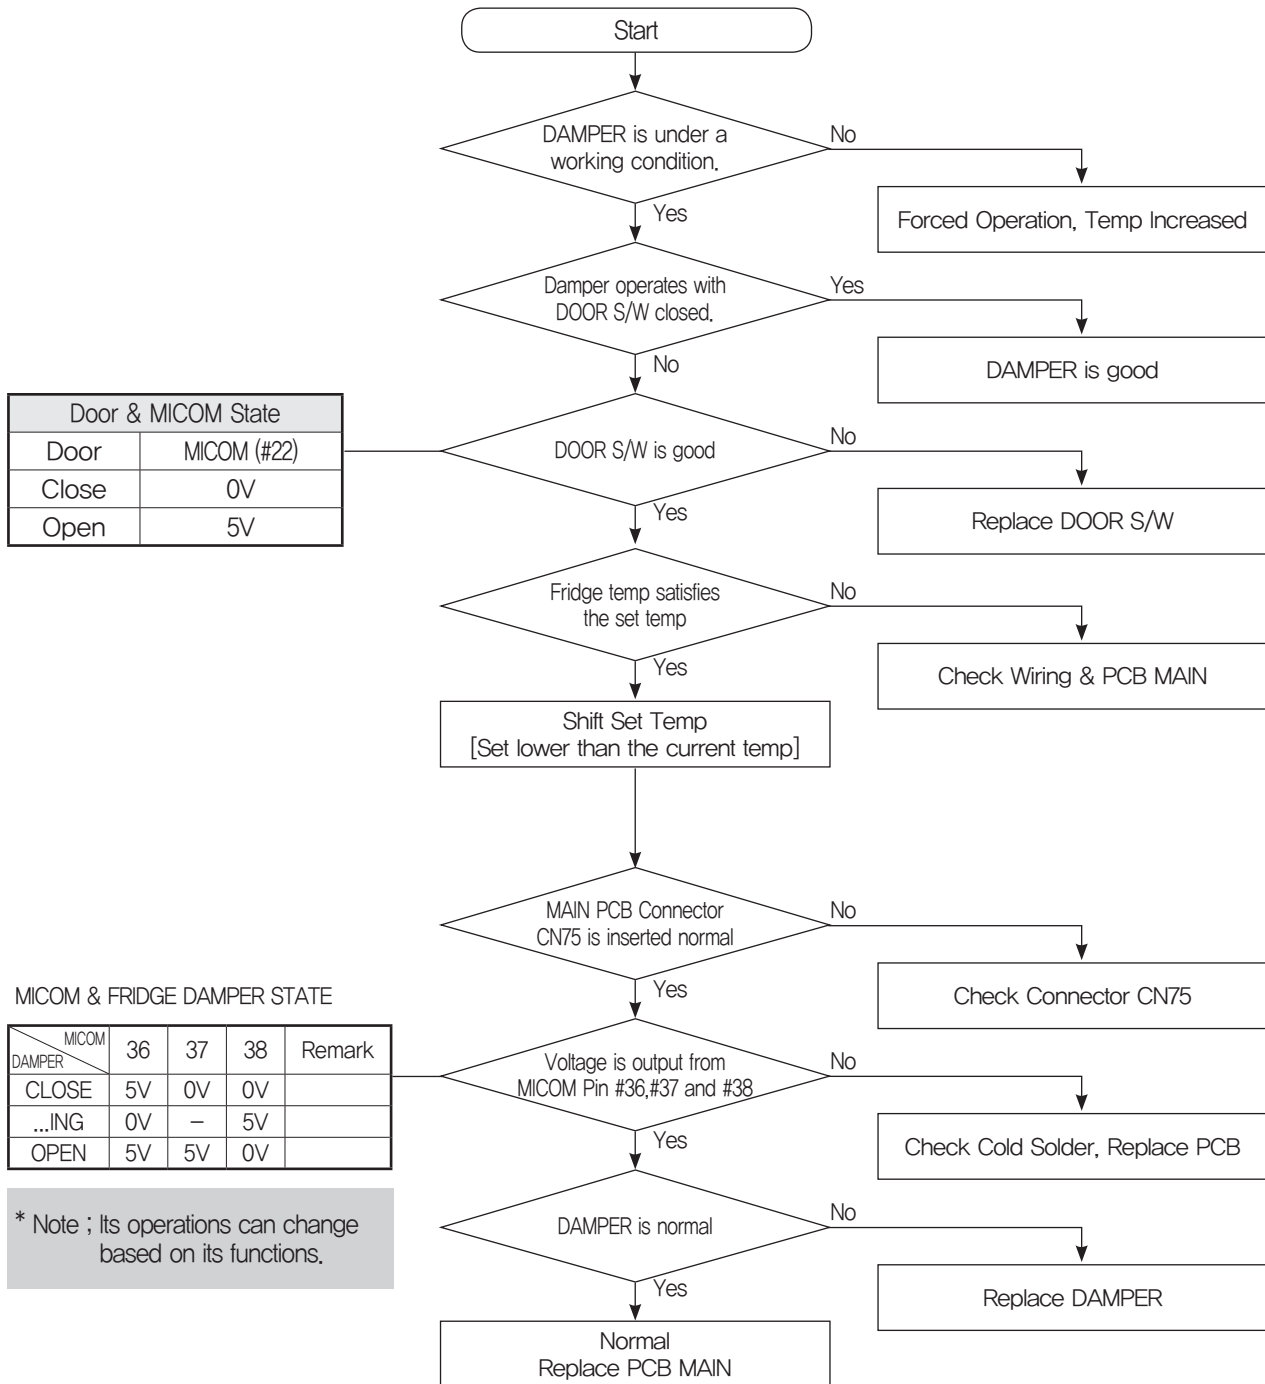 Start
DAMPER is under a
working condition.
No
Yes
Forced Operation, Temp Increased
Damper operates with
DOOR S/W closed.
Yes
No
DAMPER is good
Door & MICOM State
Door MICOM (#22)
Close 0V
Open 5V
DOOR S/W is good
No
Yes
Replace DOOR S/W
Fridge temp satisfies
the set temp
No
Yes
Check Wiring & PCB MAIN
Shift Set Temp
[Set lower than the current temp]
MAIN PCB Connector
CN75 is inserted normal
No
Yes
Check Connector CN75
MICOM & FRIDGE DAMPER STATE
MICOM
DAMPER 36 37 38 Remark
CLOSE 5V 0V 0V
...ING 0V – 5V
OPEN 5V 5V 0V
Voltage is output from
MICOM Pin #36,#37 and #38
No
Yes
Check Cold Solder, Replace PCB
* Note ; Its operations can change
based on its functions.
DAMPER is normal
No
Yes
Replace DAMPER
Normal
Replace PCB MAIN